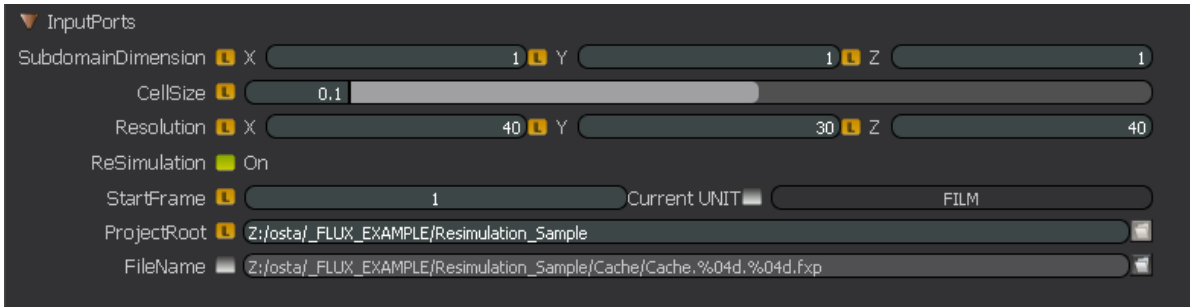 InputPorts
SubdomainDimension L X 1 L Y 1 L Z 1
CellSize L 0.1
Resolution L X 40 L Y 30 L Z 40
ReSimulation On
StartFrame L 1 Current UNIT FILM
ProjectRoot L Z:/osta/_FLUX_EXAMPLE/Resimulation_Sample
FileName Z:/osta/_FLUX_EXAMPLE/Resimulation_Sample/Cache/Cache.%04d.%04d.fxp